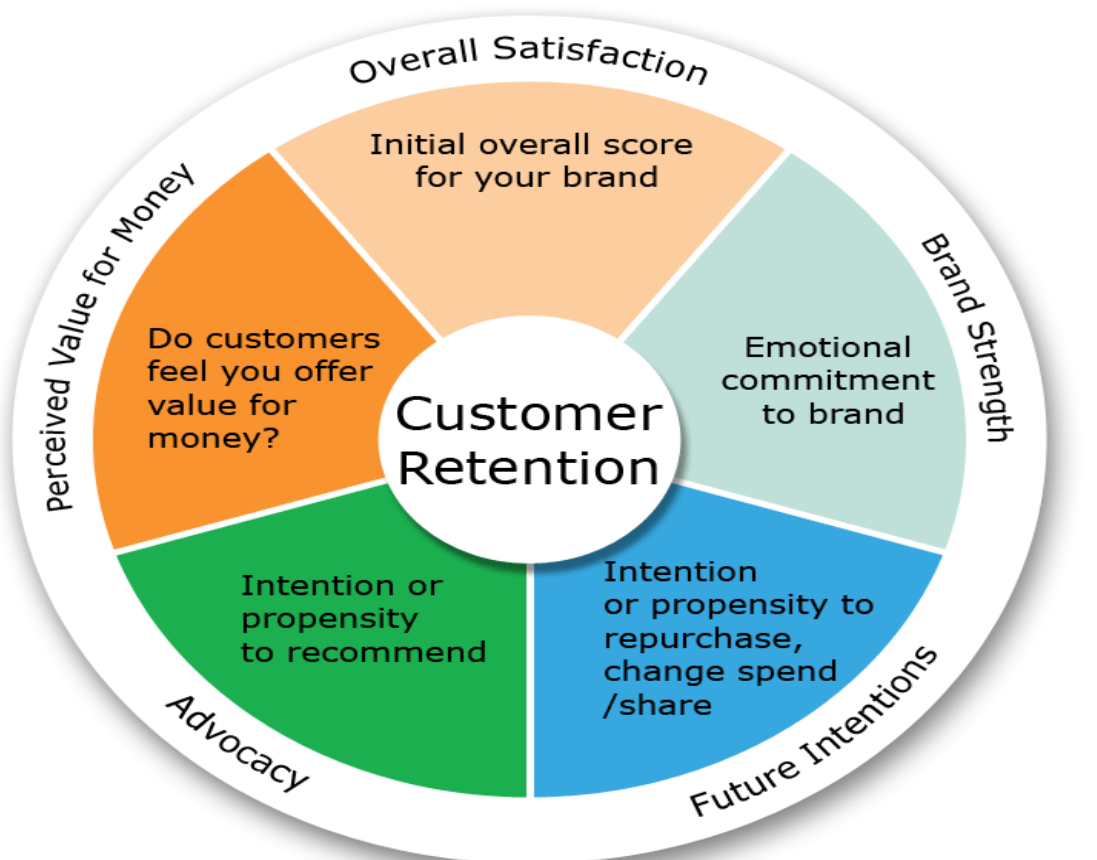 Overall Satisfaction
Initial overall score
for your brand
Brand Strength
Emotional
commitment
to brand
Future Intentions
Intention
or propensity to
repurchase,
change spend
/share
Advocacy
Intention or
propensity
to recommend
Perceived Value for Money
Do customers
feel you offer
value for
money?
Customer
Retention